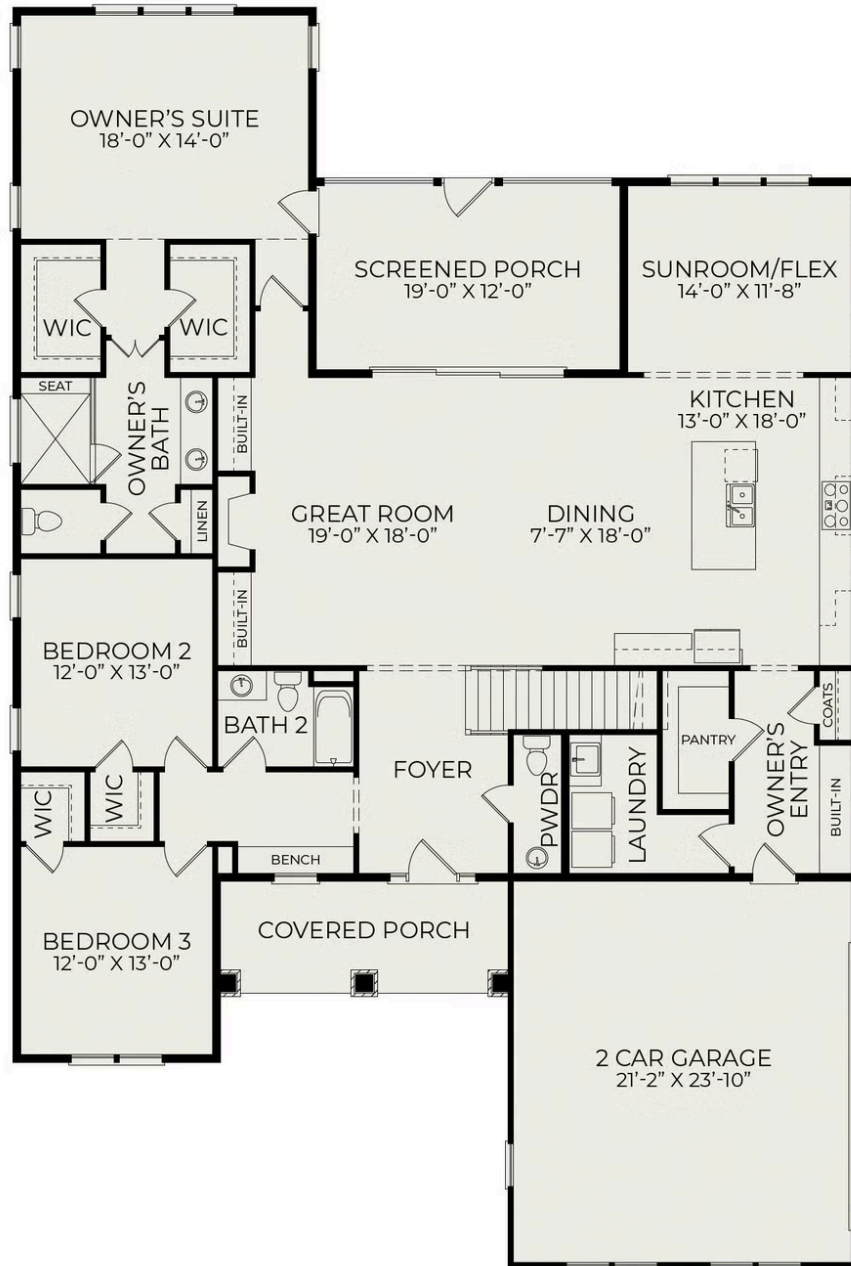 OWNER’S SUITE
18’-0” X 14’-0”
SCREENED PORCH
19’-0” X 12’-0”
SUNROOM/FLEX
14’-0” X 11’-8”
WIC
WIC
SEAT
OWNER’S
BATH
BUILT-IN
KITCHEN
13’-0” X 18’-0”
LINEN
GREAT ROOM
19’-0” X 18’-0”
DINING
7’-7” X 18’-0”
BUILT-IN
BEDROOM 2
12’-0” X 13’-0”
BATH 2
FOYER
PANTRY
COATS
OWNER’S
ENTRY
WIC
WIC
PWDR
LAUNDRY
BUILT-IN
BENCH
COVERED PORCH
BEDROOM 3
12’-0” X 13’-0”
2 CAR GARAGE
21’-2” X 23’-10”